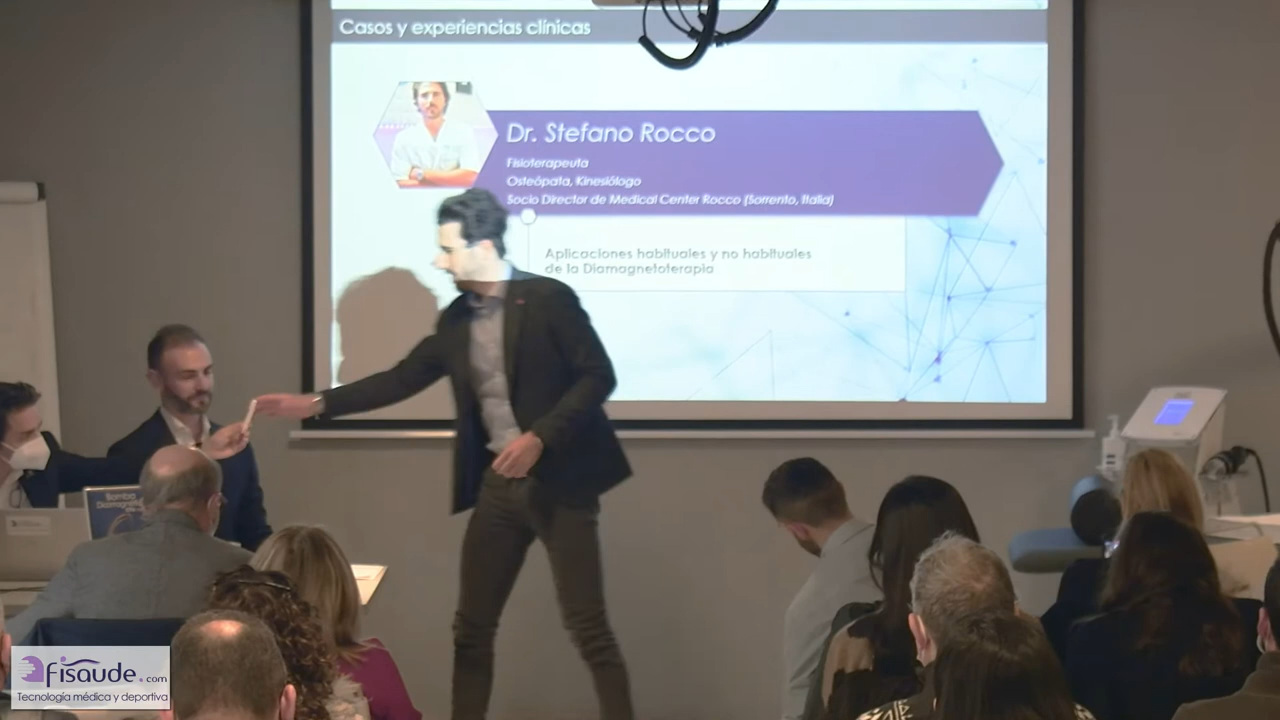 Casos y experiencias clínicas
Dr. Stefano Rocco
Fisioterapeuta
Osteópata, Kinesiólogo
Socio Director de Medical Center Rocco (Sorrento, Italia)
Aplicaciones habituales y no habituales
de la Diamagnetoterapia
Bomba
fisaude.com
Tecnología médica y deportiva